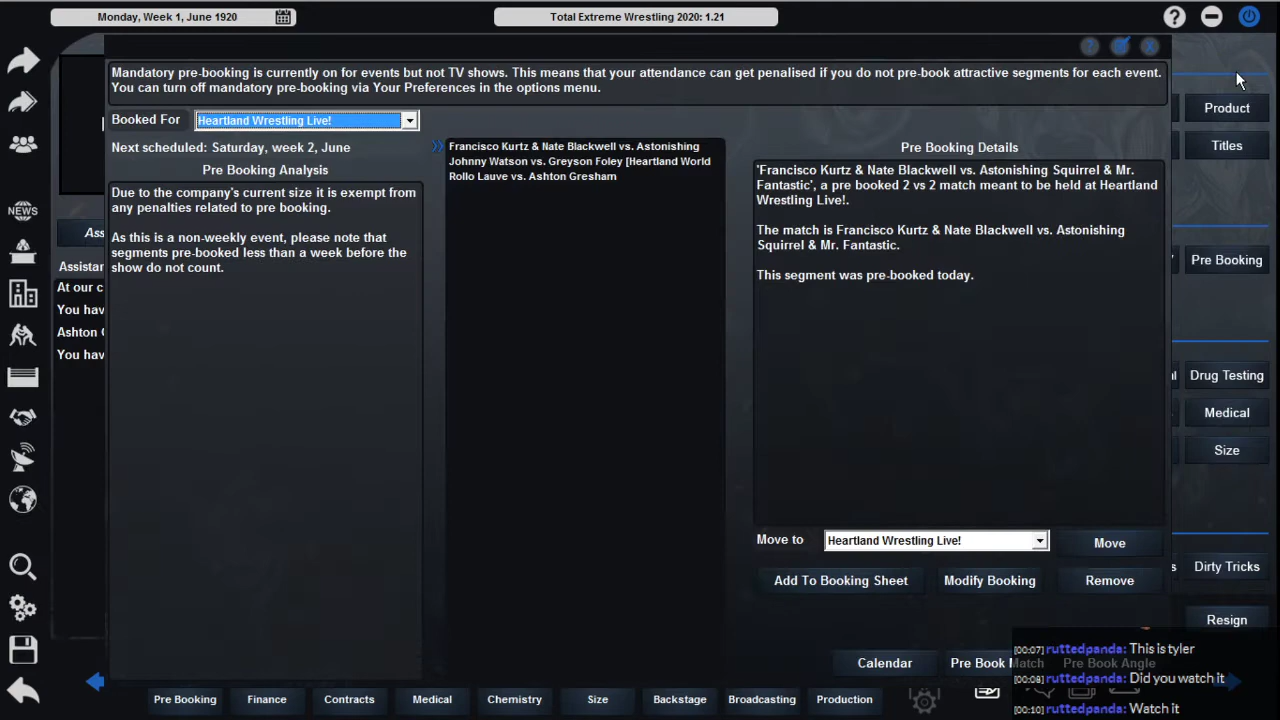 Monday, Week 1, June 1920
Total Extreme Wrestling 2020: 1.21
Mandatory pre-booking is currently on for events but not TV shows. This means that your attendance can get penalised if you do not pre-book attractive segments for each event.
You can turn off mandatory pre-booking via Your Preferences in the options menu.
Booked For
Heartland Wrestling Live!
Next scheduled: Saturday, week 2, June
Pre Booking Analysis
Due to the company's current size it is exempt from
any penalties related to pre booking.
As this is a non-weekly event, please note that
segments pre-booked less than a week before the
show do not count.
Francisco Kurtz & Nate Blackwell vs. Astonishing
Johnny Watson vs. Greyson Foley [Heartland World
Rollo Lauve vs. Ashton Gresham
Pre Booking Details
'Francisco Kurtz & Nate Blackwell vs. Astonishing Squirrel & Mr.
Fantastic', a pre booked 2 vs 2 match meant to be held at Heartland
Wrestling Live!.
The match is Francisco Kurtz & Nate Blackwell vs. Astonishing
Squirrel & Mr. Fantastic.
This segment was pre-booked today.
Move to
Heartland Wrestling Live!
Move
Add To Booking Sheet
Modify Booking
Remove
Calendar
Pre Book Match
Pre Book Angle
Product
Titles
Pre Booking
Drug Testing
Medical
Size
Dirty Tricks
Resign
NEWS
Ass
Assistan
At our c
You hav
Ashton G
You hav
[00:07] ruttedpanda: This is tyler
[00:08] ruttedpanda: Did you watch it
[00:10] ruttedpanda: Watch it
Pre Booking
Finance
Contracts
Medical
Chemistry
Size
Backstage
Broadcasting
Production